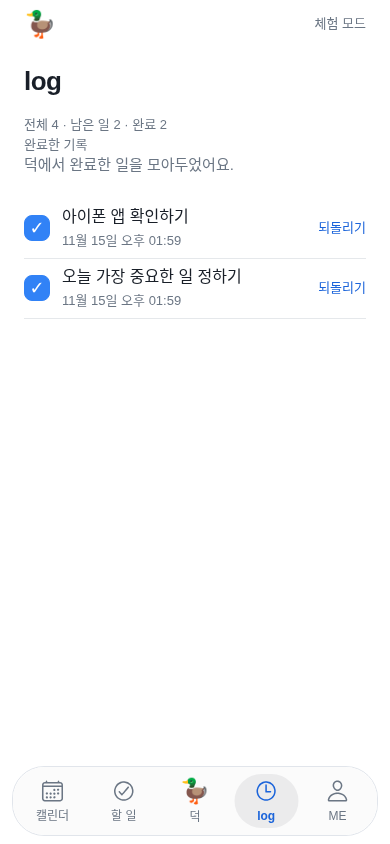 체험 모드
log
전체 4 · 남은 일 2 · 완료 2
완료한 기록
덕에서 완료한 일을 모아두었어요.
아이폰 앱 확인하기
11월 15일 오후 01:59
되돌리기
오늘 가장 중요한 일 정하기
11월 15일 오후 01:59
되돌리기
캘린더
할 일
덕
log
ME